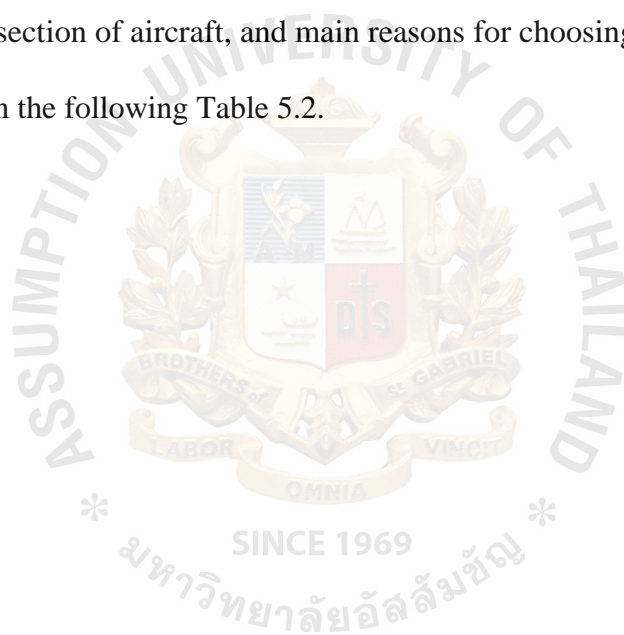 section of aircraft, and main reasons for choosing
n the following Table 5.2.
ASSUMPTION UNIVERSITY OF THAILAND
A M
D S
BROTHERS of St GABRIEL
LABOR VINCIT
OMNIA
* SINCE 1969 *
มหาวิทยาลัยอัสสัมชัญ